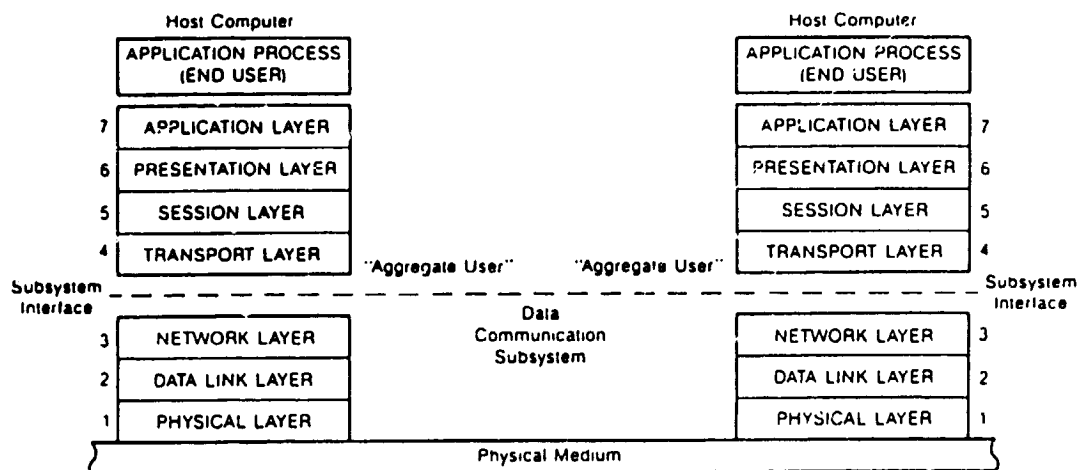 Host Computer
APPLICATION PROCESS
(END USER)
7 APPLICATION LAYER
6 PRESENTATION LAYER
5 SESSION LAYER
4 TRANSPORT LAYER
Host Computer
APPLICATION PROCESS
(END USER)
APPLICATION LAYER 7
PRESENTATION LAYER 6
SESSION LAYER 5
TRANSPORT LAYER 4
"Aggregate User" "Aggregate User"
Subsystem
Interface
Subsystem
Interface
Data
Communication
Subsystem
3 NETWORK LAYER
2 DATA LINK LAYER
1 PHYSICAL LAYER
NETWORK LAYER 3
DATA LINK LAYER 2
PHYSICAL LAYER 1
Physical Medium